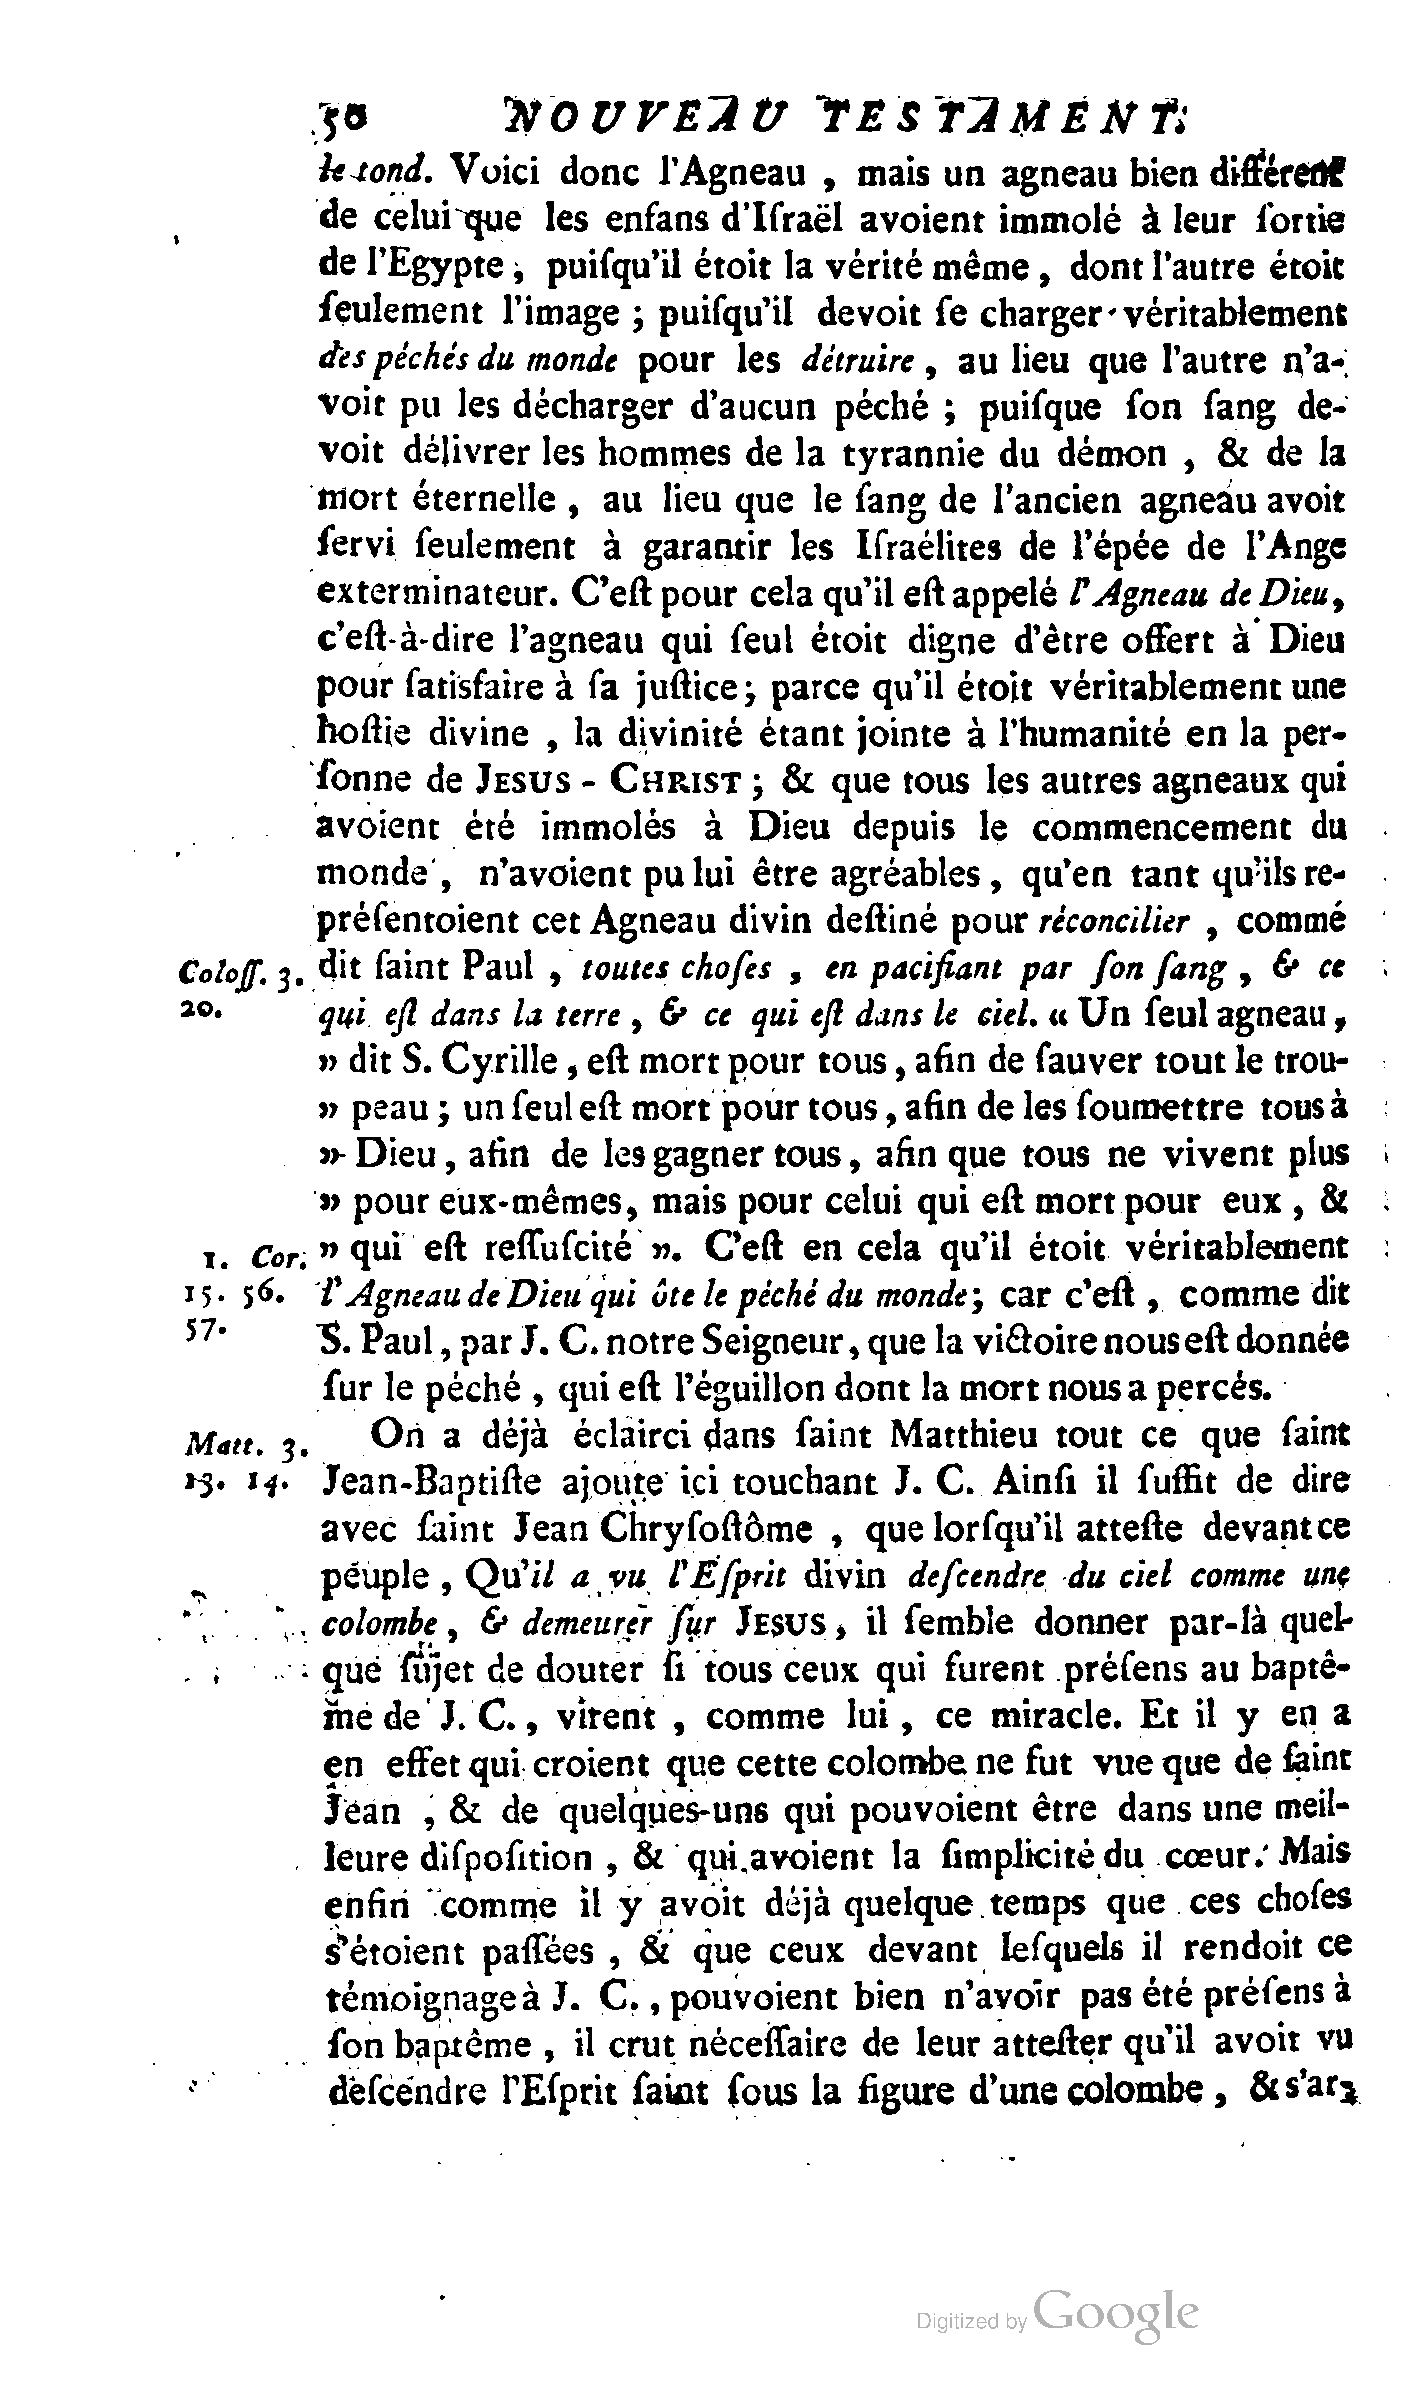 50 NOUVEAU TESTAMENT.
le tond. Voici donc l'Agneau , mais un agneau bien différent
de celui que les enfans d'Iſraël avoient immolé à leur ſortie
de l'Egypte ; puiſqu'il étoit la vérité même , dont l'autre étoit
ſeulement l'image ; puiſqu'il devoit ſe charger véritablement
des péchés du monde pour les détruire , au lieu que l'autre n'a-
voit pu les décharger d'aucun péché ; puiſque ſon ſang de-
voit délivrer les hommes de la tyrannie du démon , & de la
mort éternelle , au lieu que le ſang de l'ancien agneau avoit
ſervi ſeulement à garantir les Iſraélites de l'épée de l'Ange
exterminateur. C'eſt pour cela qu'il eſt appelé l'Agneau de Dieu,
c'eſt-à-dire l'agneau qui ſeul étoit digne d'être offert à Dieu
pour ſatisfaire à ſa juſtice; parce qu'il étoit véritablement une
hoſtie divine , la divinité étant jointe à l'humanité en la per-
ſonne de JESUS - CHRIST ; & que tous les autres agneaux qui
avoient été immolés à Dieu depuis le commencement du
monde , n'avoient pu lui être agréables , qu'en tant qu'ils re-
préſentoient cet Agneau divin deſtiné pour réconcilier , commé
Coloſſ. 3. dit ſaint Paul , toutes choſes , en pacifiant par ſon ſang , & ce
20. qui eſt dans la terre , & ce qui eſt dans le ciel. « Un ſeul agneau ,
» dit S. Cyrille , eſt mort pour tous , afin de ſauver tout le trou-
» peau ; un ſeul eſt mort pour tous , afin de les ſoumettre tous à
» Dieu , afin de les gagner tous , afin que tous ne vivent plus
» pour eux-mêmes, mais pour celui qui eſt mort pour eux , &
1. Cor. » qui eſt reſſuſcité ». C'eſt en cela qu'il étoit véritablement
15. 56. l'Agneau de Dieu qui ôte le péché du monde ; car c'eſt , comme dit
57. S. Paul , par J. C. notre Seigneur , que la victoire nous eſt donnée
ſur le péché , qui eſt l'éguillon dont la mort nous a percés.
Matt. 3. On a déjà éclairci dans ſaint Matthieu tout ce que ſaint
13. 14. Jean-Baptiſte ajoute ici touchant J. C. Ainſi il ſuffit de dire
avec ſaint Jean Chryſoſtôme , que lorſqu'il atteſte devant ce
peuple , Qu'il a vu l'Eſprit divin deſcendre du ciel comme une
colombe , & demeurer ſur JESUS , il ſemble donner par-là quel-
que ſujet de douter ſi tous ceux qui furent préſens au baptê-
me de J. C. , virent , comme lui , ce miracle. Et il y en a
en effet qui croient que cette colombe ne fut vue que de ſaint
Jean , & de quelques-uns qui pouvoient être dans une meil-
leure diſpoſition , & qui avoient la ſimplicité du cœur. Mais
enfin comme il y avoit déjà quelque temps que ces choſes
s'étoient paſſées , & que ceux devant leſquels il rendoit ce
témoignage à J. C. , pouvoient bien n'avoir pas été préſens à
ſon baptême , il crut néceſſaire de leur atteſter qu'il avoit vu
deſcendre l'Eſprit ſaint ſous la figure d'une colombe , & s'ar-
Digitized by Google